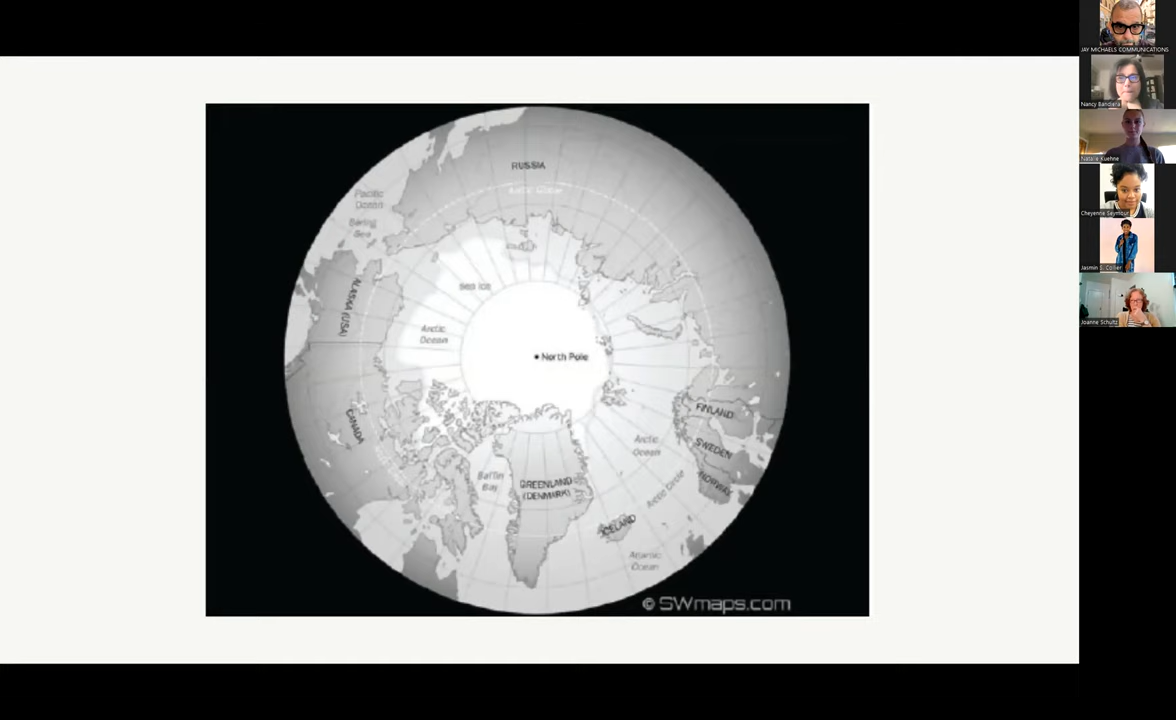 RUSSIA
Arctic Circle
Pacific
Ocean
Bering
Sea
Sea Ice
ALASKA (USA)
Arctic
Ocean
North Pole
CANADA
FINLAND
SWEDEN
NORWAY
Arctic
Ocean
Baffin
Bay
GREENLAND
(DENMARK)
Arctic Circle
ICELAND
Atlantic
Ocean
© SWmaps.com
JAY MICHAELS COMMUNICATIONS
Nancy Bandiera
Natalie Kuehne
Cheyenne Seymour
Jasmin S. Collier
Joanne Schultz